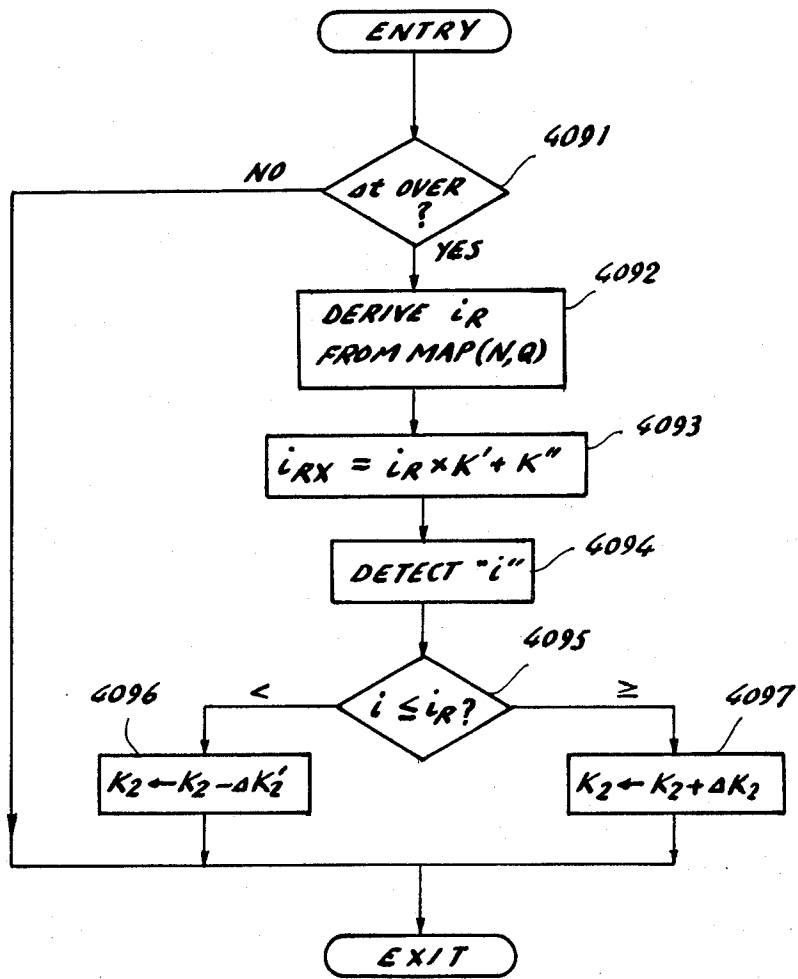 ENTRY
4091
NO
Δt OVER
?
YES
4092
DERIVE iR
FROM MAP(N,Q)
4093
iRX = iR × K' + K"
4094
DETECT "i"
4095
4096
<
i ≤ iR?
≥
4097
K2 ← K2 - ΔK2'
K2 ← K2 + ΔK2
EXIT